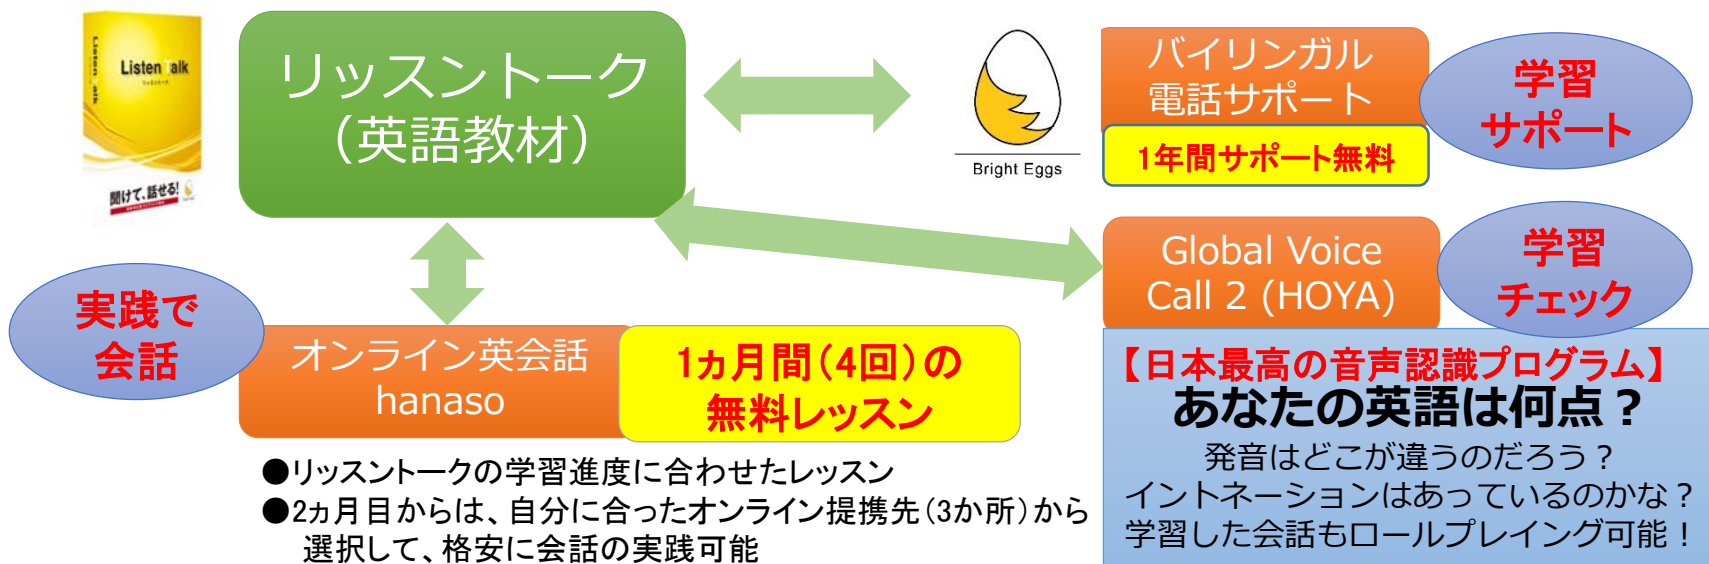 Listen Talk
リッスントーク
Listen Talk
聞けて、話せる!
リッスントーク
（英語教材）
Bright Eggs
バイリンガル
電話サポート
1年間サポート無料
学習
サポート
Global Voice
Call 2 (HOYA)
学習
チェック
実践で
会話
オンライン英会話
hanaso
1ヵ月間（4回）の
無料レッスン
●リッスントークの学習進度に合わせたレッスン
●2ヵ月目からは、自分に合ったオンライン提携先（3か所）から
選択して、格安に会話の実践可能
【日本最高の音声認識プログラム】
あなたの英語は何点？
発音はどこが違うのだろう？
イントネーションはあっているのかな？
学習した会話もロールプレイング可能！